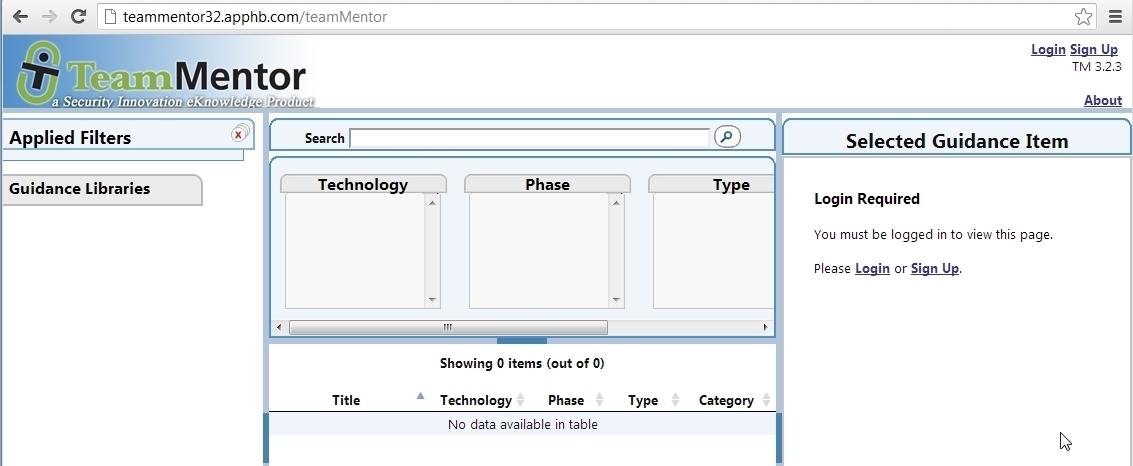 teammentor32.apphb.com/teamMentor
TeamMentor
a Security Innovation eKnowledge Product
Login Sign Up
TM 3.2.3
About
Applied Filters
x
Guidance Libraries
Search
Technology Phase Type
Showing 0 items (out of 0)
Title Technology Phase Type Category
No data available in table
Selected Guidance Item
Login Required
You must be logged in to view this page.
Please Login or Sign Up.